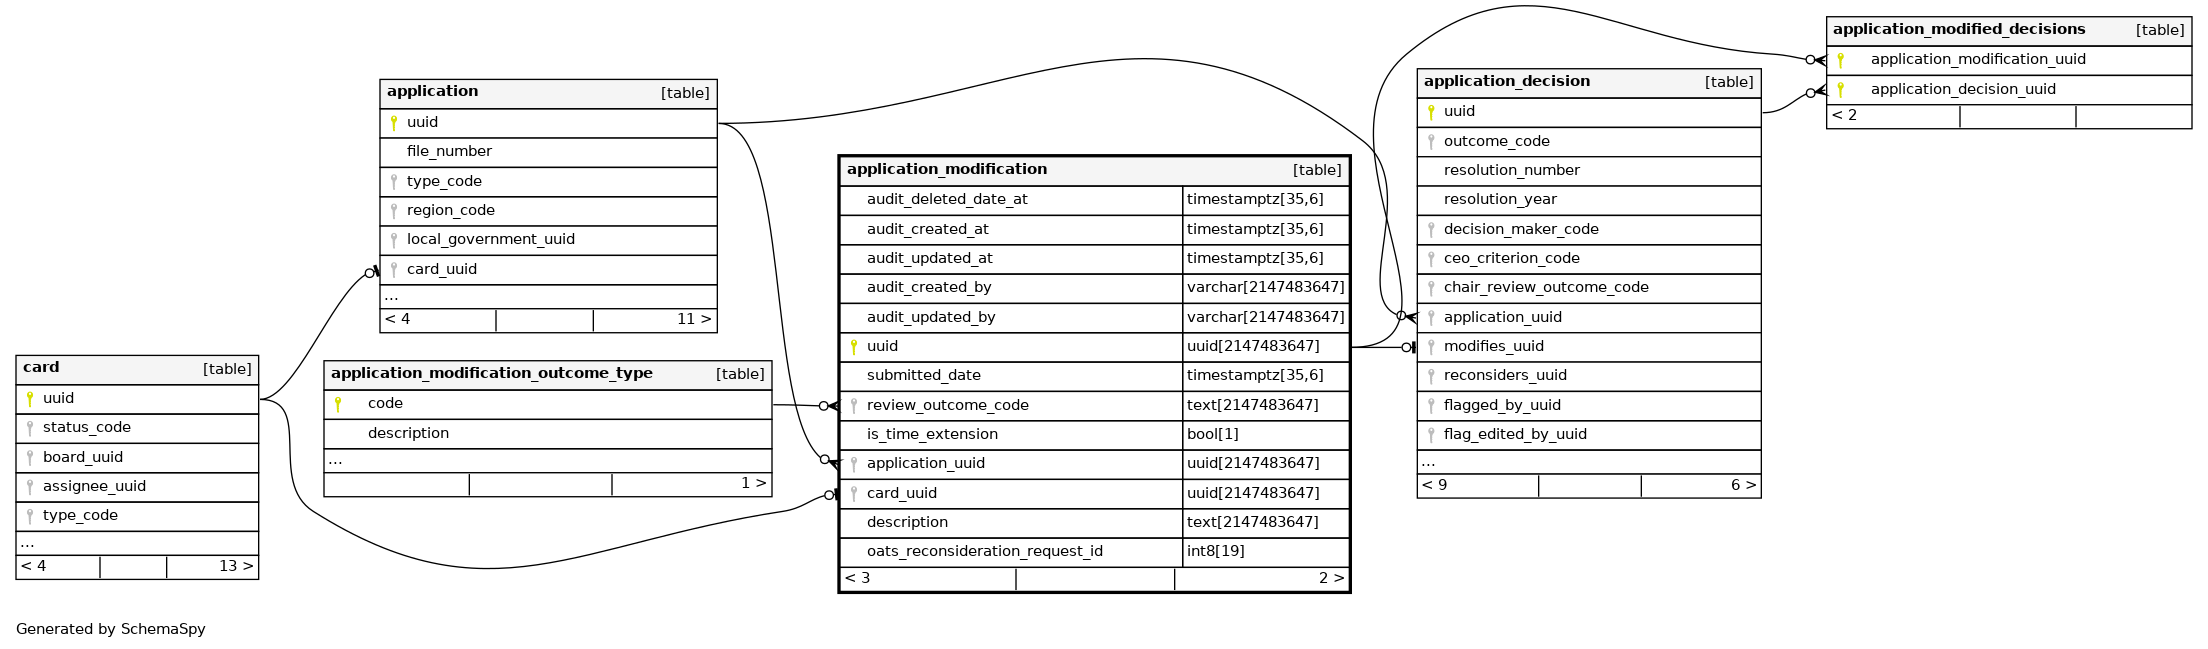 application [table]
uuid
file_number
type_code
region_code
local_government_uuid
card_uuid
...
< 4 11 >
card [table]
uuid
status_code
board_uuid
assignee_uuid
type_code
...
< 4 13 >
application_modification_outcome_type [table]
code
description
...
1 >
application_modification [table]
audit_deleted_date_at timestamptz[35,6]
audit_created_at timestamptz[35,6]
audit_updated_at timestamptz[35,6]
audit_created_by varchar[2147483647]
audit_updated_by varchar[2147483647]
uuid uuid[2147483647]
submitted_date timestamptz[35,6]
review_outcome_code text[2147483647]
is_time_extension bool[1]
application_uuid uuid[2147483647]
card_uuid uuid[2147483647]
description text[2147483647]
oats_reconsideration_request_id int8[19]
< 3 2 >
application_decision [table]
uuid
outcome_code
resolution_number
resolution_year
decision_maker_code
ceo_criterion_code
chair_review_outcome_code
application_uuid
modifies_uuid
reconsiders_uuid
flagged_by_uuid
flag_edited_by_uuid
...
< 9 6 >
application_modified_decisions [table]
application_modification_uuid
application_decision_uuid
< 2
Generated by SchemaSpy